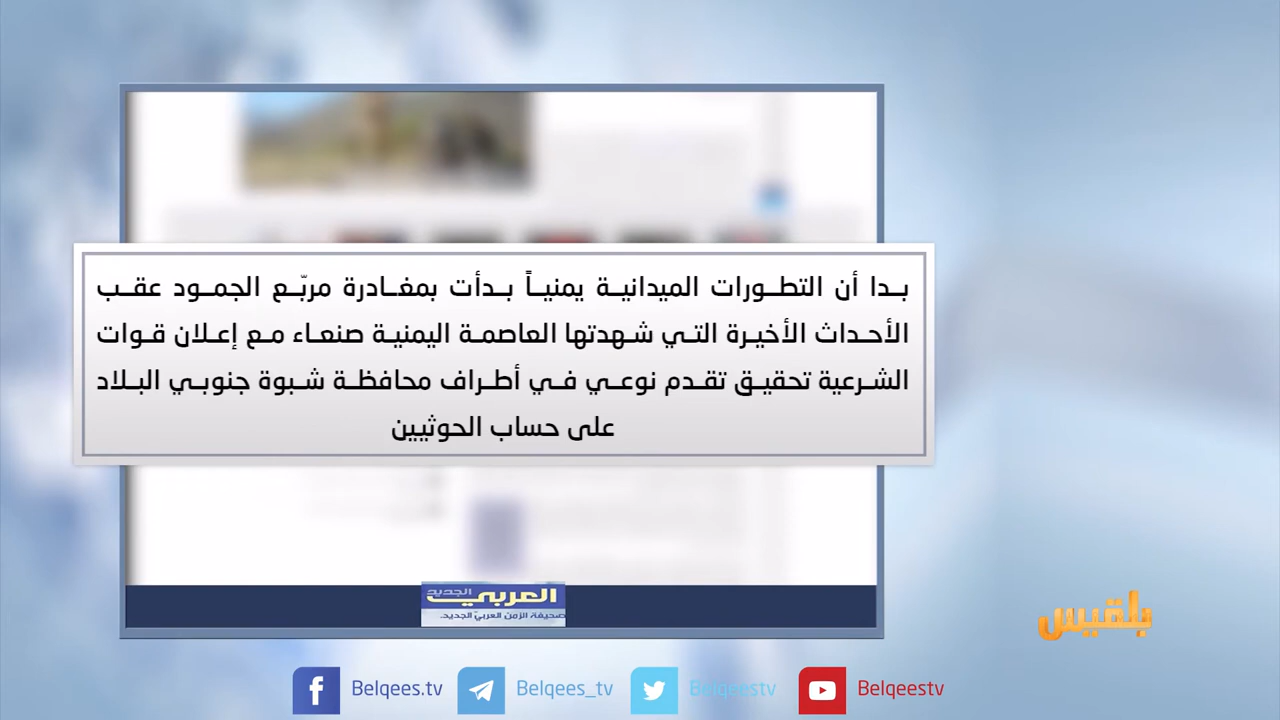 بدا أن التطورات الميدانية يمنياً بدأت بمغادرة مربّع الجمود عقب
الأحداث الأخيرة التي شهدتها العاصمة اليمنية صنعاء مع إعلان قوات
الشرعية تحقيق تقدم نوعي في أطراف محافظة شبوة جنوبي البلاد
على حساب الحوثيين
العربي الجديد
صحيفة الزمن العربيّ الجديد.
بلقيس
Belqees.tv Belqees_tv Belqeestv Belqeestv